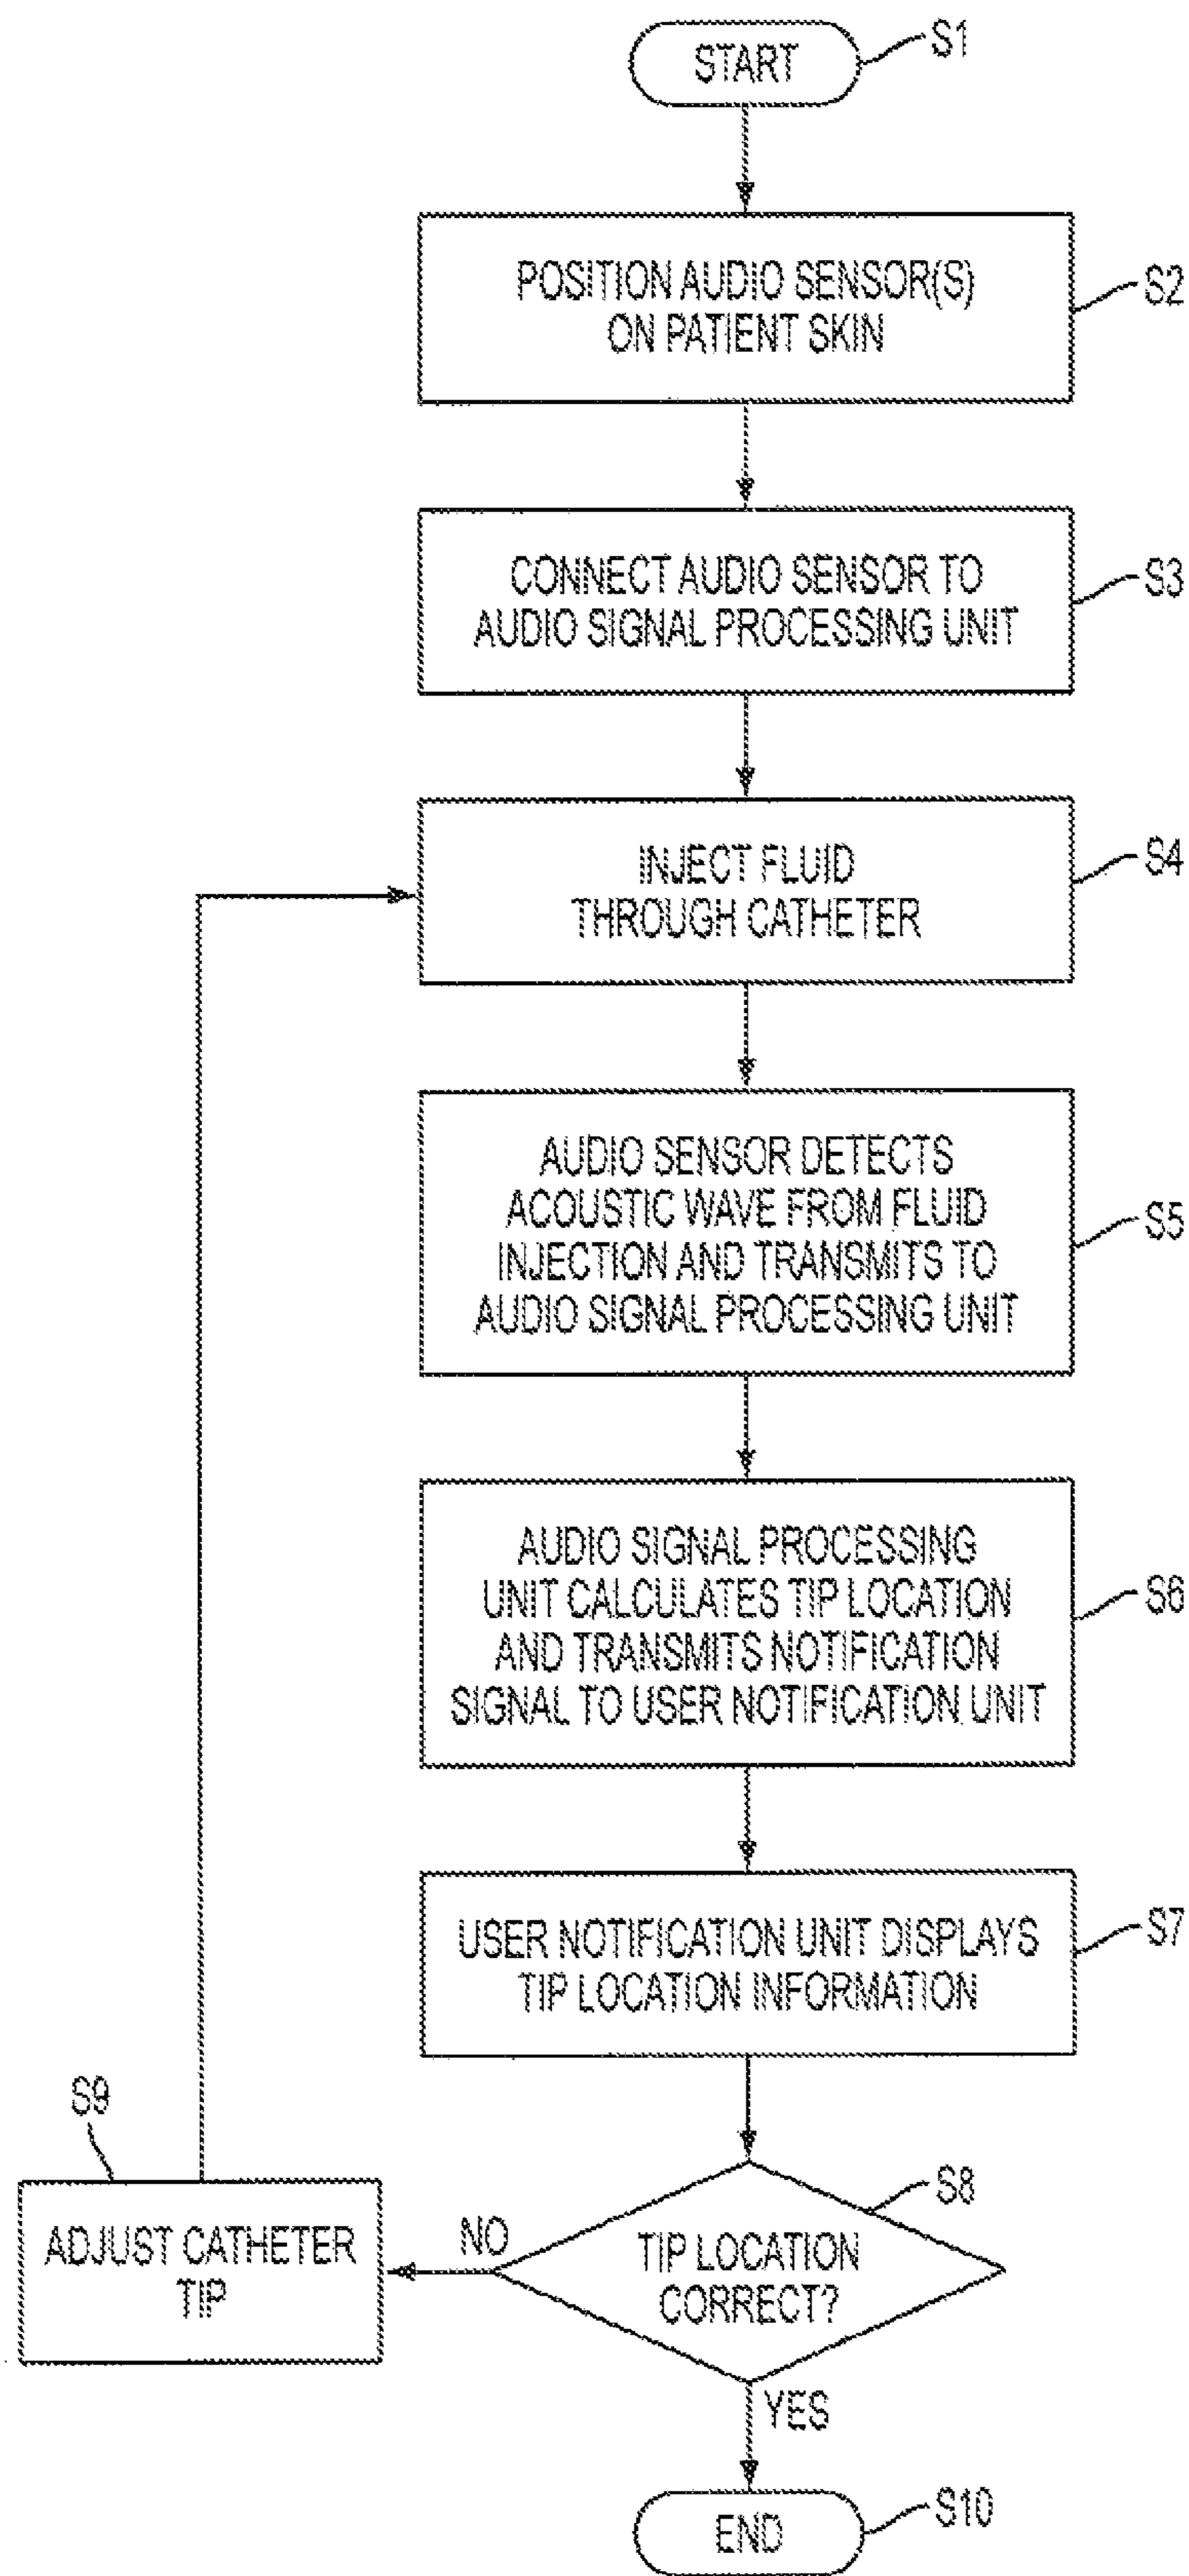 START
S1
POSITION AUDIO SENSOR(S)
ON PATIENT SKIN
S2
CONNECT AUDIO SENSOR TO
AUDIO SIGNAL PROCESSING UNIT
S3
INJECT FLUID
THROUGH CATHETER
S4
AUDIO SENSOR DETECTS
ACOUSTIC WAVE FROM FLUID
INJECTION AND TRANSMITS TO
AUDIO SIGNAL PROCESSING UNIT
S5
AUDIO SIGNAL PROCESSING
UNIT CALCULATES TIP LOCATION
AND TRANSMITS NOTIFICATION
SIGNAL TO USER NOTIFICATION UNIT
S6
USER NOTIFICATION UNIT DISPLAYS
TIP LOCATION INFORMATION
S7
TIP LOCATION
CORRECT?
S8
NO
ADJUST CATHETER
TIP
S9
YES
END
S10